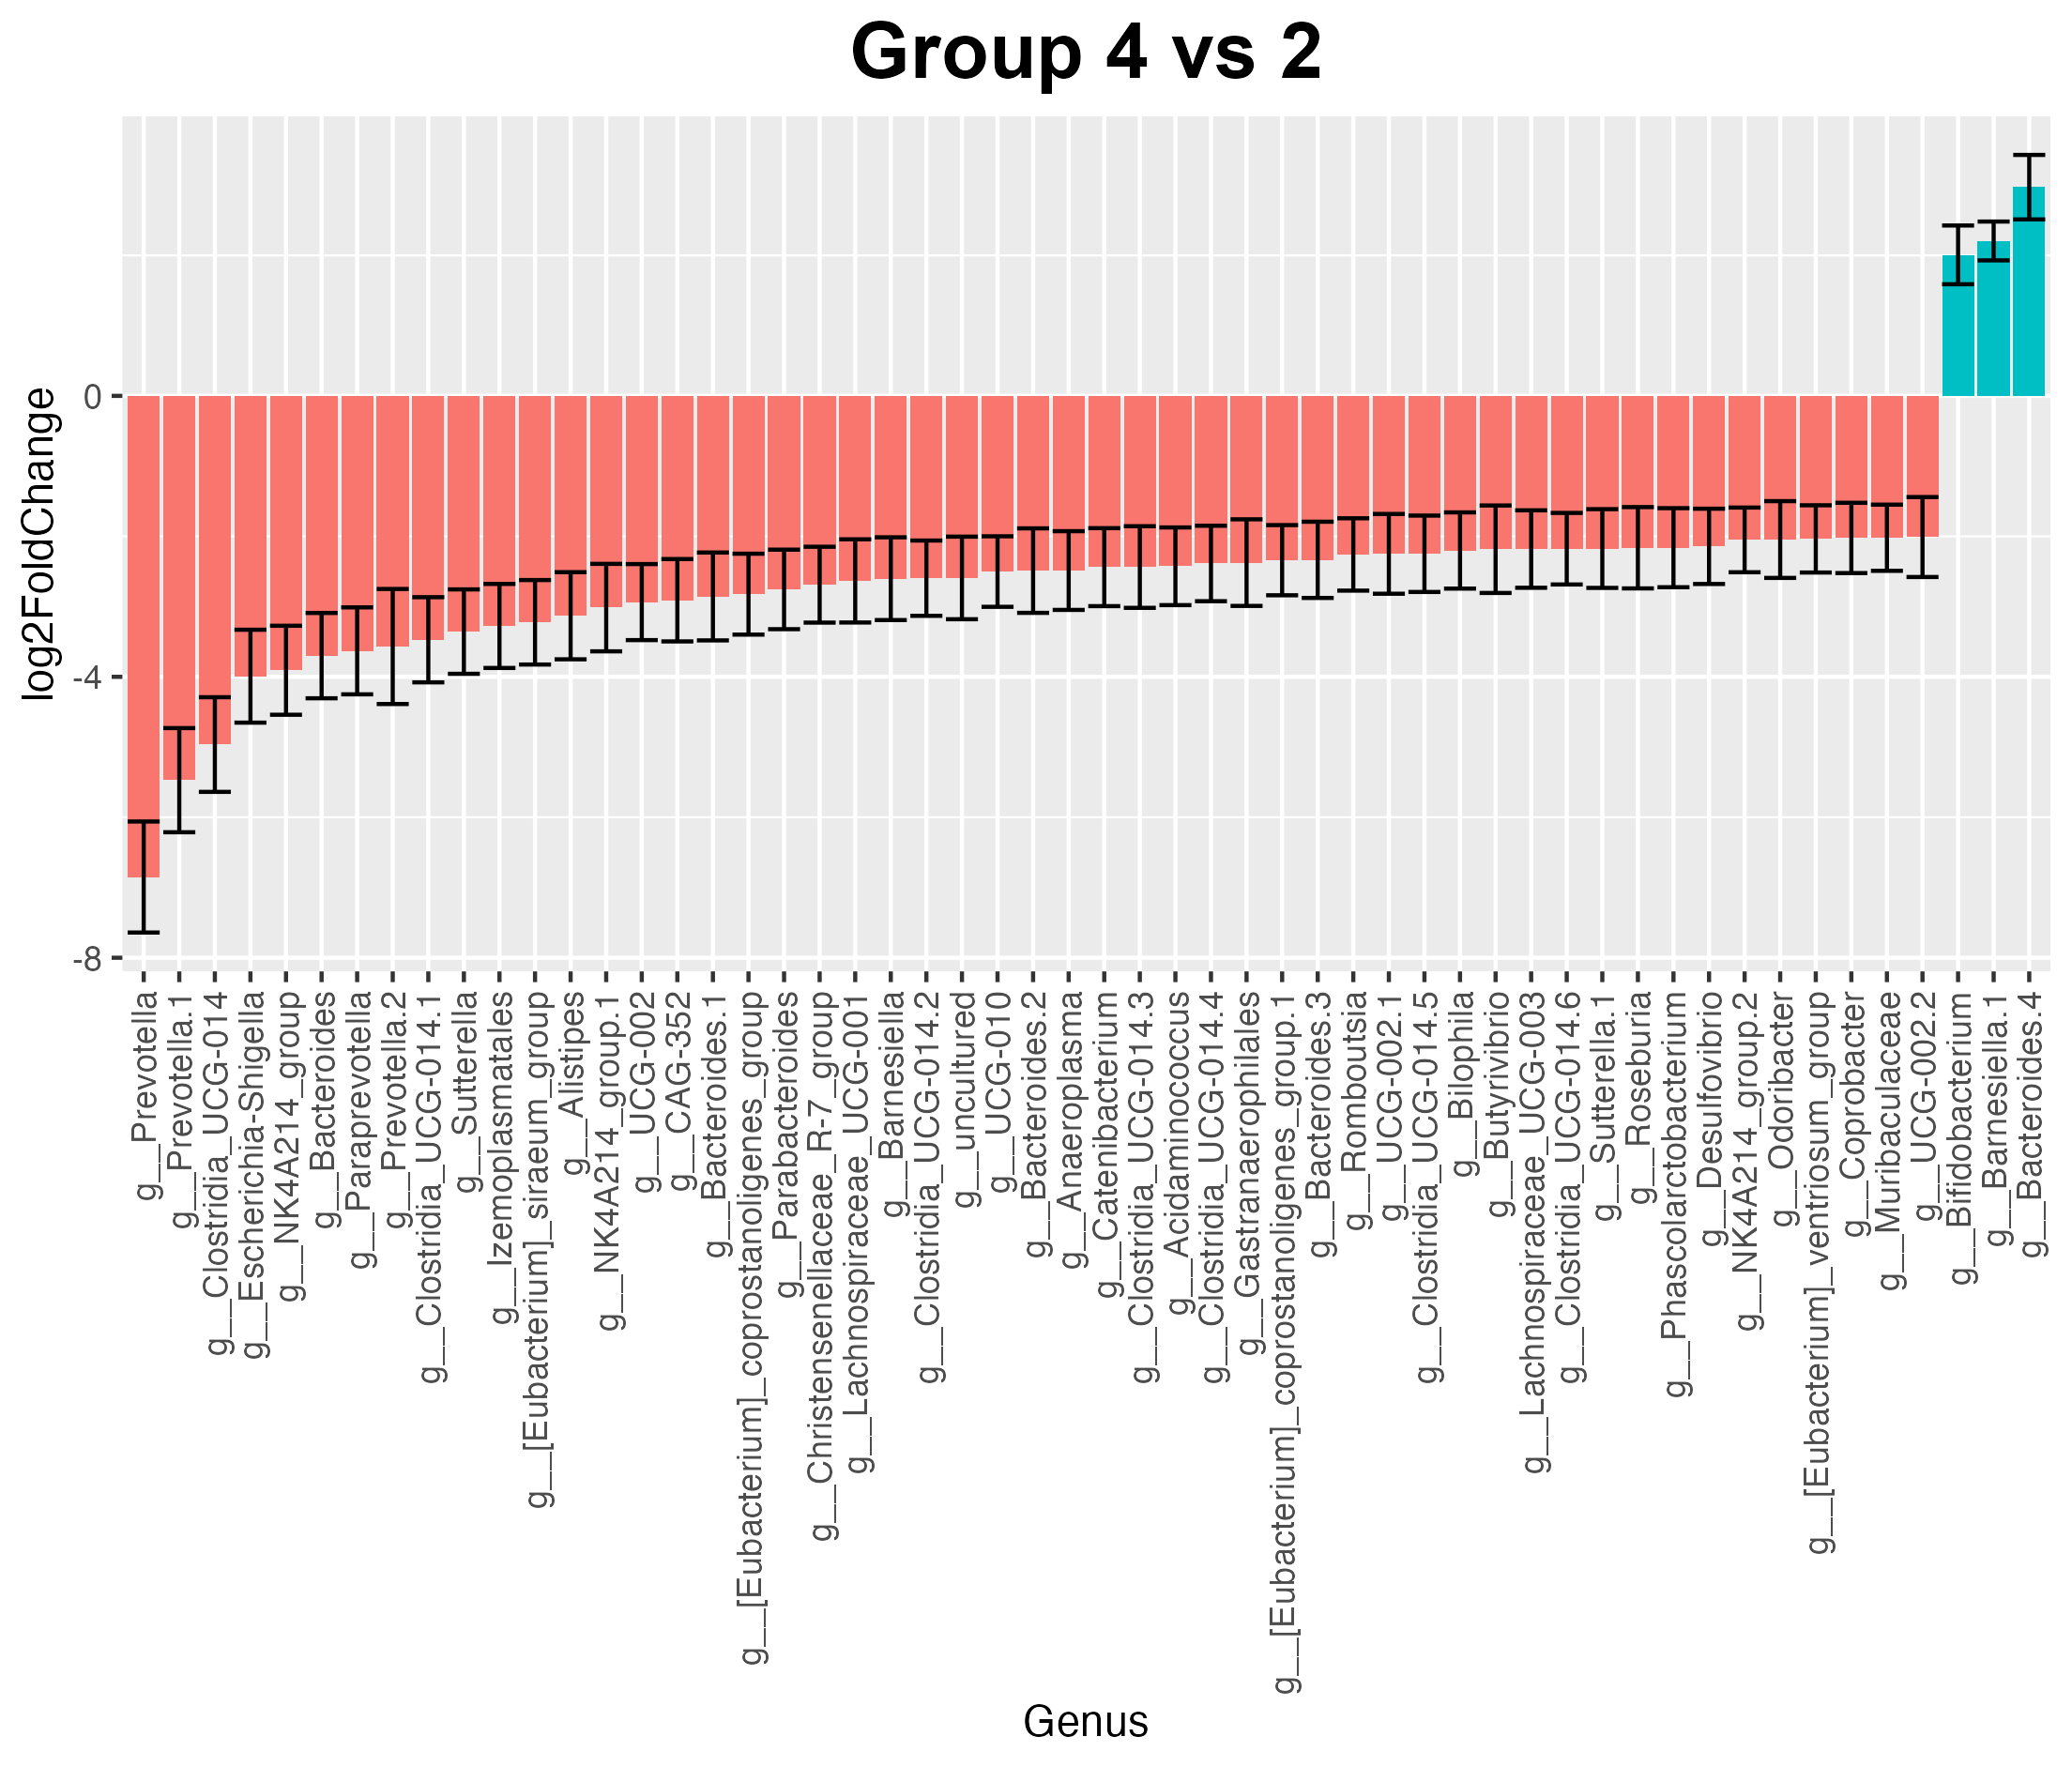 Group 4 vs 2
log2FoldChange
0
-4
-8
g__Prevotella
g__Prevotella.1
g__Clostridia_UCG-014
g__Escherichia-Shigella
g__NK4A214_group
g__Bacteroides
g__Paraprevotella
g__Prevotella.2
g__Clostridia_UCG-014.1
g__Sutterella
g__Izemoplasmatales
g__[Eubacterium]_siraeum_group
g__Alistipes
g__NK4A214_group.1
g__UCG-002
g__CAG-352
g__Bacteroides.1
g__[Eubacterium]_coprostanoligenes_group
g__Parabacteroides
g__Christensenellaceae_R-7_group
g__Lachnospiraceae_UCG-001
g__Barnesiella
g__Clostridia_UCG-014.2
g__uncultured
g__UCG-010
g__Bacteroides.2
g__Anaeroplasma
g__Catenibacterium
g__Clostridia_UCG-014.3
g__Acidaminococcus
g__Clostridia_UCG-014.4
g__Gastranaerophilales
g__[Eubacterium]_coprostanoligenes_group.1
g__Bacteroides.3
g__Romboutsia
g__UCG-002.1
g__Clostridia_UCG-014.5
g__Bilophila
g__Butyrivibrio
g__Lachnospiraceae_UCG-003
g__Clostridia_UCG-014.6
g__Sutterella.1
g__Roseburia
g__Phascolarctobacterium
g__Desulfovibrio
g__NK4A214_group.2
g__Odoribacter
g__[Eubacterium]_ventriosum_group
g__Coprobacter
g__Muribaculaceae
g__UCG-002.2
g__Bifidobacterium
g__Barnesiella.1
g__Bacteroides.4
Genus